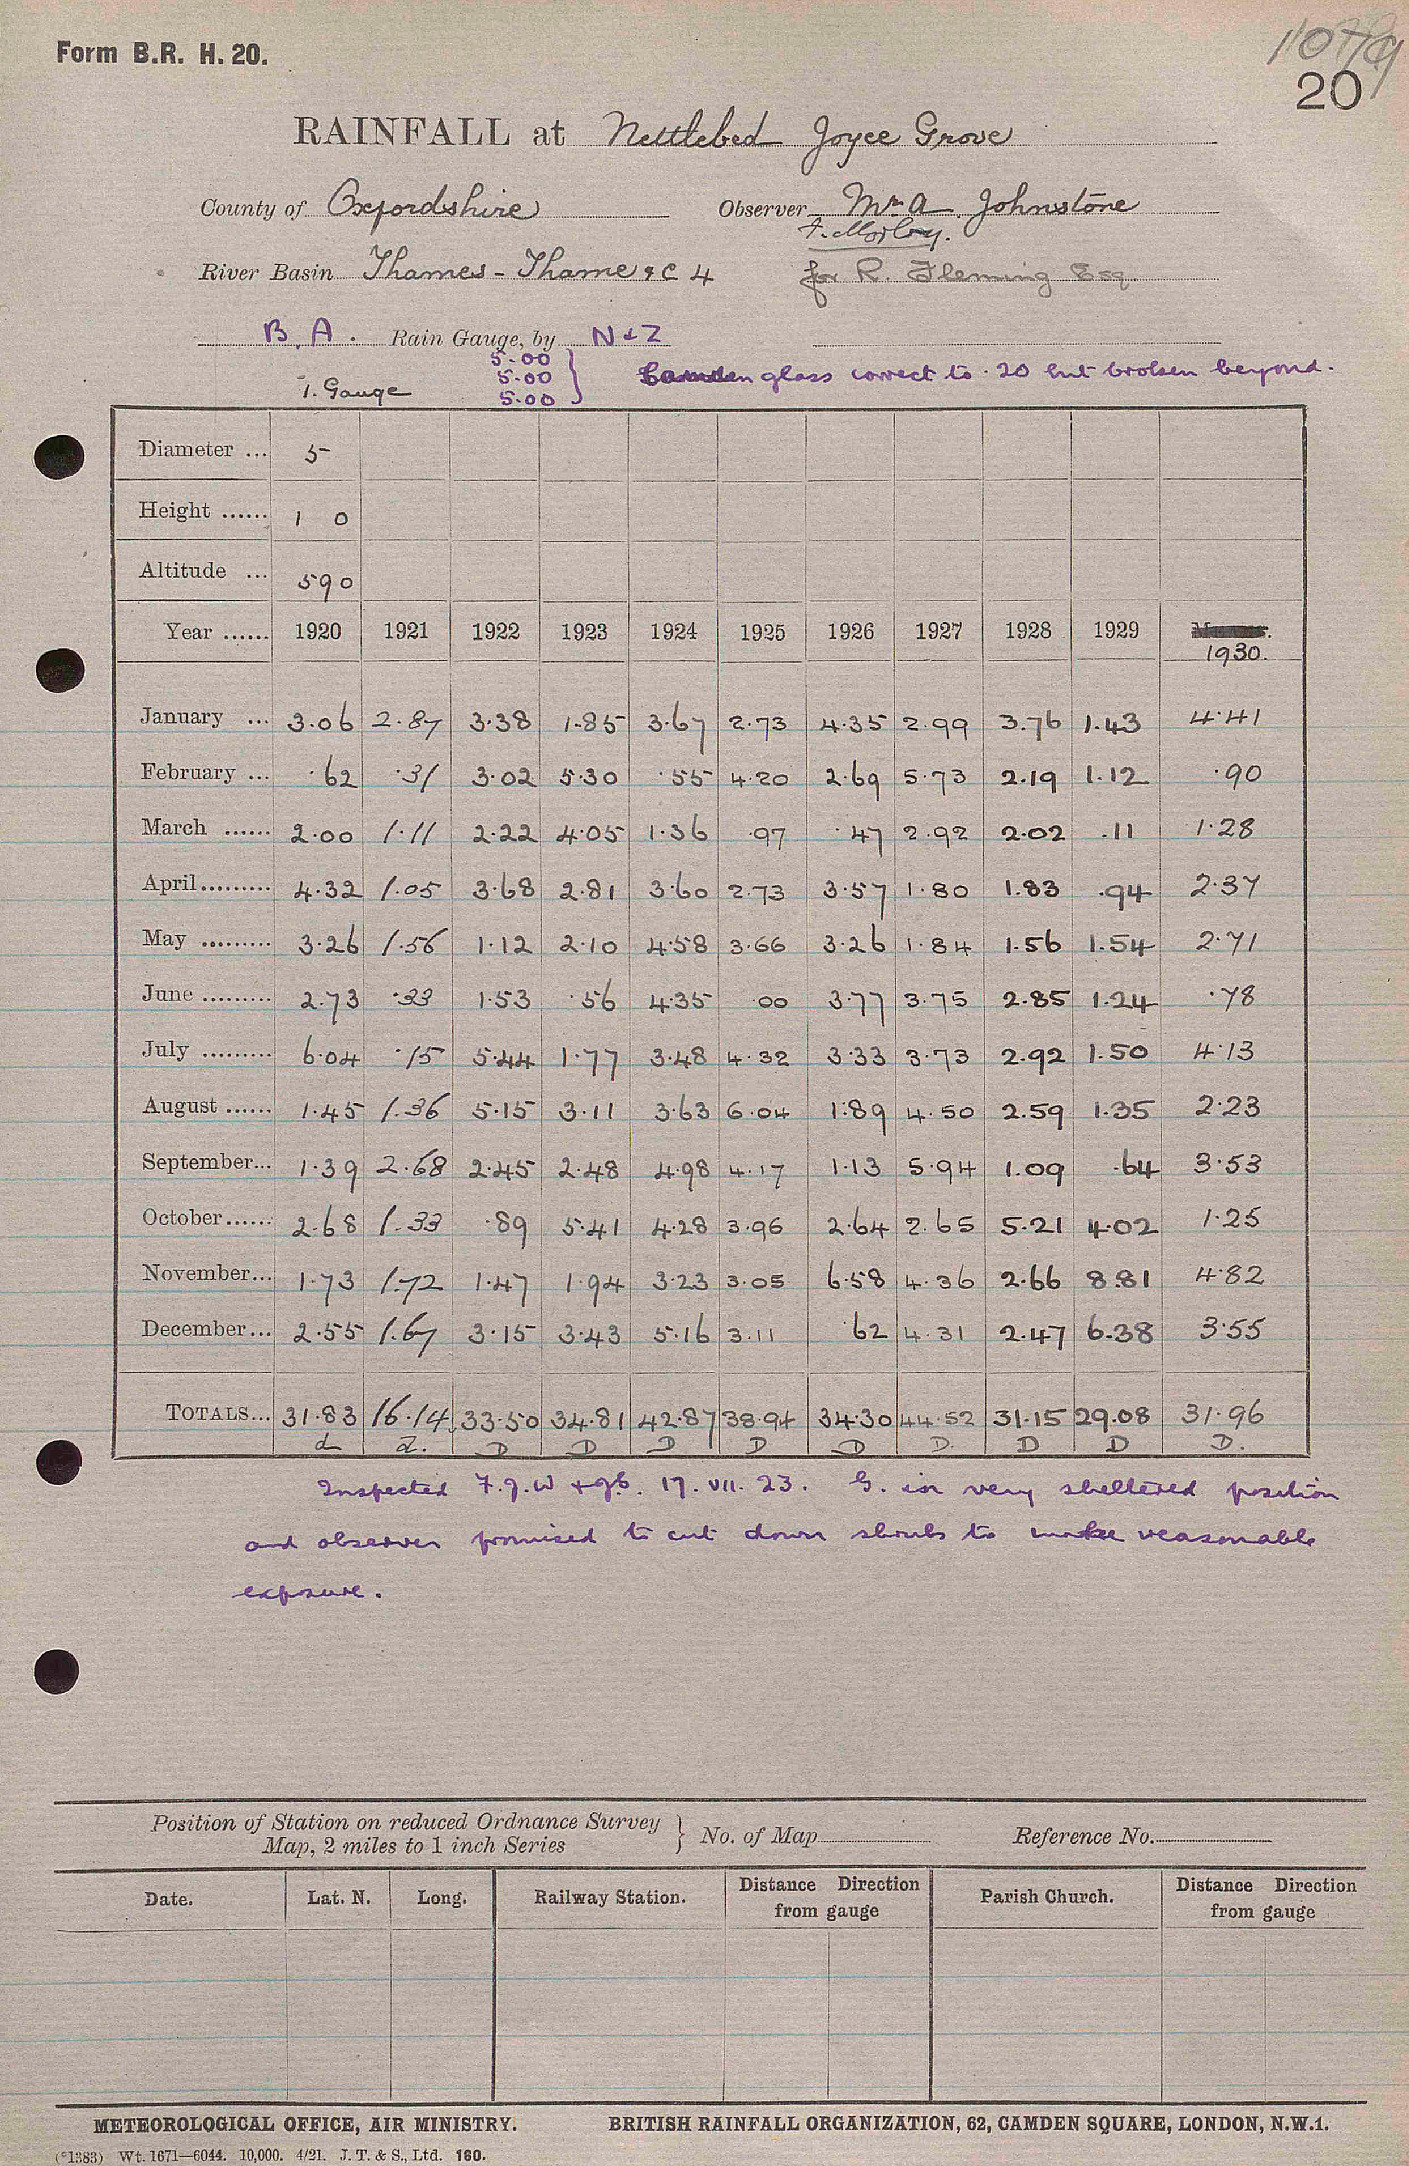 Form B.R. H. 20.
20
RAINFALL at Nettlebed Joyce Grove
County of Oxfordshire Observer Mr A Johnstone
F. Morley.
River Basin Thames - Thame &c 4 for R. Fleming Esq
B.A. Rain Gauge, by N & Z
5.00
5.00
5.00
T. Gauge
glass correct to .20 but broken beyond.
Diameter ... 5
Height ...... 1 0
Altitude ... 590
Year ...... 1920 1921 1922 1923 1924 1925 1926 1927 1928 1929 1930.
January ... 3.06 2.87 3.38 1.85 3.67 2.73 4.35 2.99 3.76 1.43 4.41
February ... .62 .31 3.02 5.30 .55 4.20 2.69 5.73 2.19 1.12 .90
March ...... 2.00 1.11 2.22 4.05 1.36 .97 .47 2.92 2.02 .11 1.28
April......... 4.32 1.05 3.68 2.81 3.60 2.73 3.57 1.80 1.83 .94 2.37
May ......... 3.26 1.56 1.12 2.10 4.58 3.66 3.26 1.84 1.56 1.54 2.71
June ......... 2.73 .33 1.53 .56 4.35 .00 3.77 3.75 2.85 1.24 .78
July ......... 6.04 .15 5.44 1.77 3.48 4.32 3.33 3.73 2.92 1.50 4.13
August ...... 1.45 1.36 5.15 3.11 3.63 6.04 1.89 4.50 2.59 1.35 2.23
September... 1.39 2.68 2.45 2.48 4.98 4.17 1.13 5.94 1.09 .64 3.53
October...... 2.68 1.33 .89 5.41 4.28 3.96 2.64 2.65 5.21 4.02 1.25
November... 1.73 1.72 1.47 1.94 3.23 3.05 6.58 4.36 2.66 8.81 4.82
December... 2.55 1.67 3.15 3.43 5.16 3.11 .62 4.31 2.47 6.38 3.55
TOTALS... 31.83 16.14 33.50 34.81 42.87 38.94 34.30 44.52 31.15 29.08 31.96
d d. D D D D D D. D D D.
Inspected F.J.W 17.VII.23. G. in very sheltered position
and observer promised to cut down shrubs to make reasonable
exposure.
Position of Station on reduced Ordnance Survey
Map, 2 miles to 1 inch Series } No. of Map Reference No.
Date. Lat. N. Long. Railway Station. Distance Direction from gauge Parish Church. Distance Direction from gauge
METEOROLOGICAL OFFICE, AIR MINISTRY. BRITISH RAINFALL ORGANIZATION, 62, CAMDEN SQUARE, LONDON, N.W.1.
(*1383) Wt. 1671—6044. 10,000. 4/21. J. T. & S., Ltd. 160.